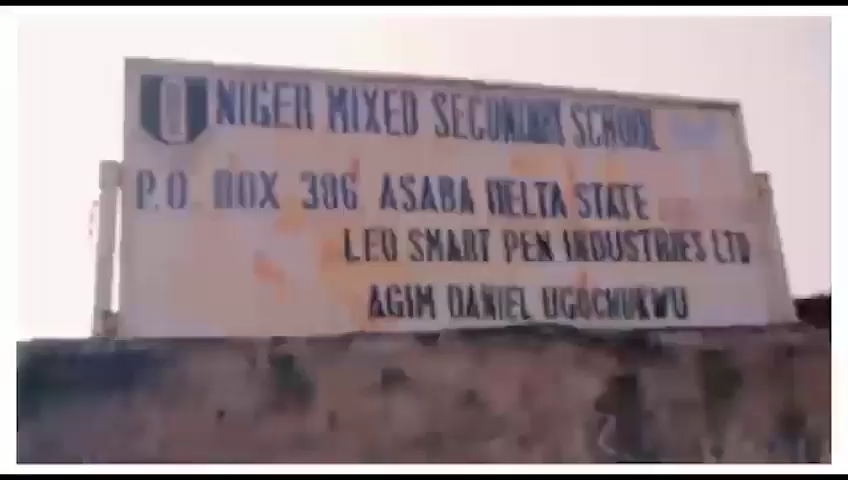 NIGER MIXED SECONDARY SCHOOL
P.O. BOX 386 ASABA DELTA STATE
LEO SMART PEN INDUSTRIES LTD
AGIM DANIEL UGOCHUKWU